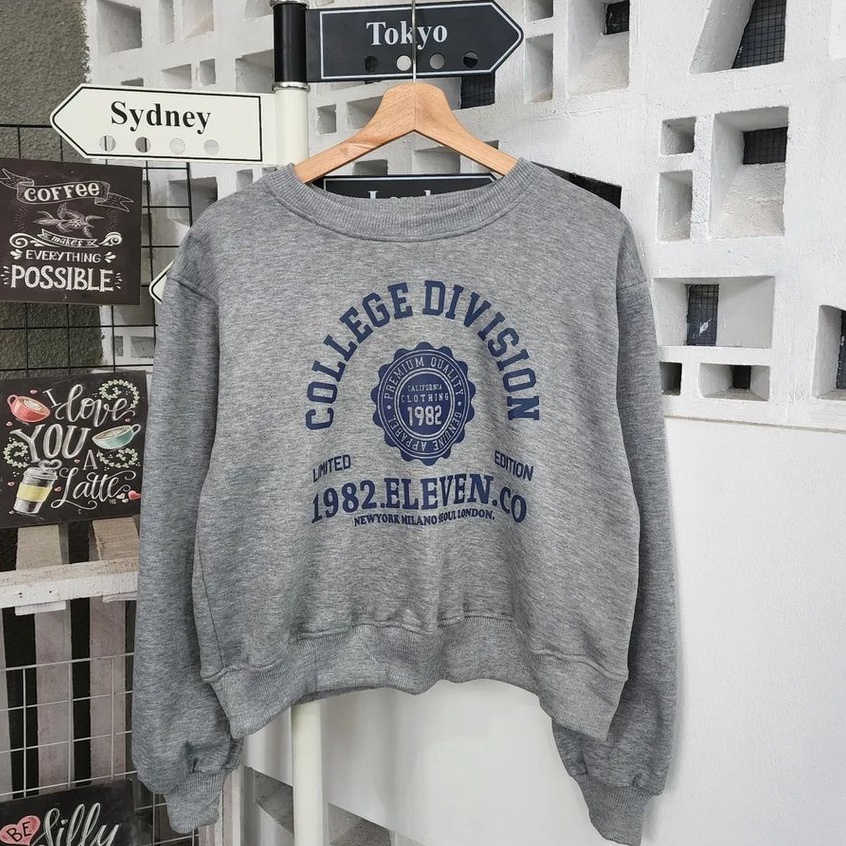 Tokyo
Sydney
COFFEE
makes
EVERYTHING
POSSIBLE
I love
YOU
A
Latte
BE
Silly
COLLEGE DIVISION
PREMIUM QUALITY
CALIFORNIA
CLOTHING
1982
GENUINE APPAREL
LIMITED EDITION
1982.ELEVEN.CO
NEWYORK MILANO SEOUL LONDON.